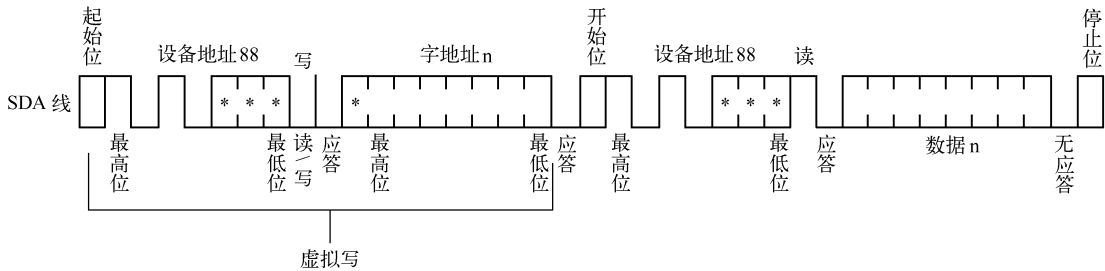 起始位
设备地址88
写
字地址n
开始位
设备地址88
读
停止位
SDA 线
* * *
*
* * *
最高位
最低位
读/写
应答
最高位
最低位
应答
最高位
最低位
应答
数据n
无应答
虚拟写